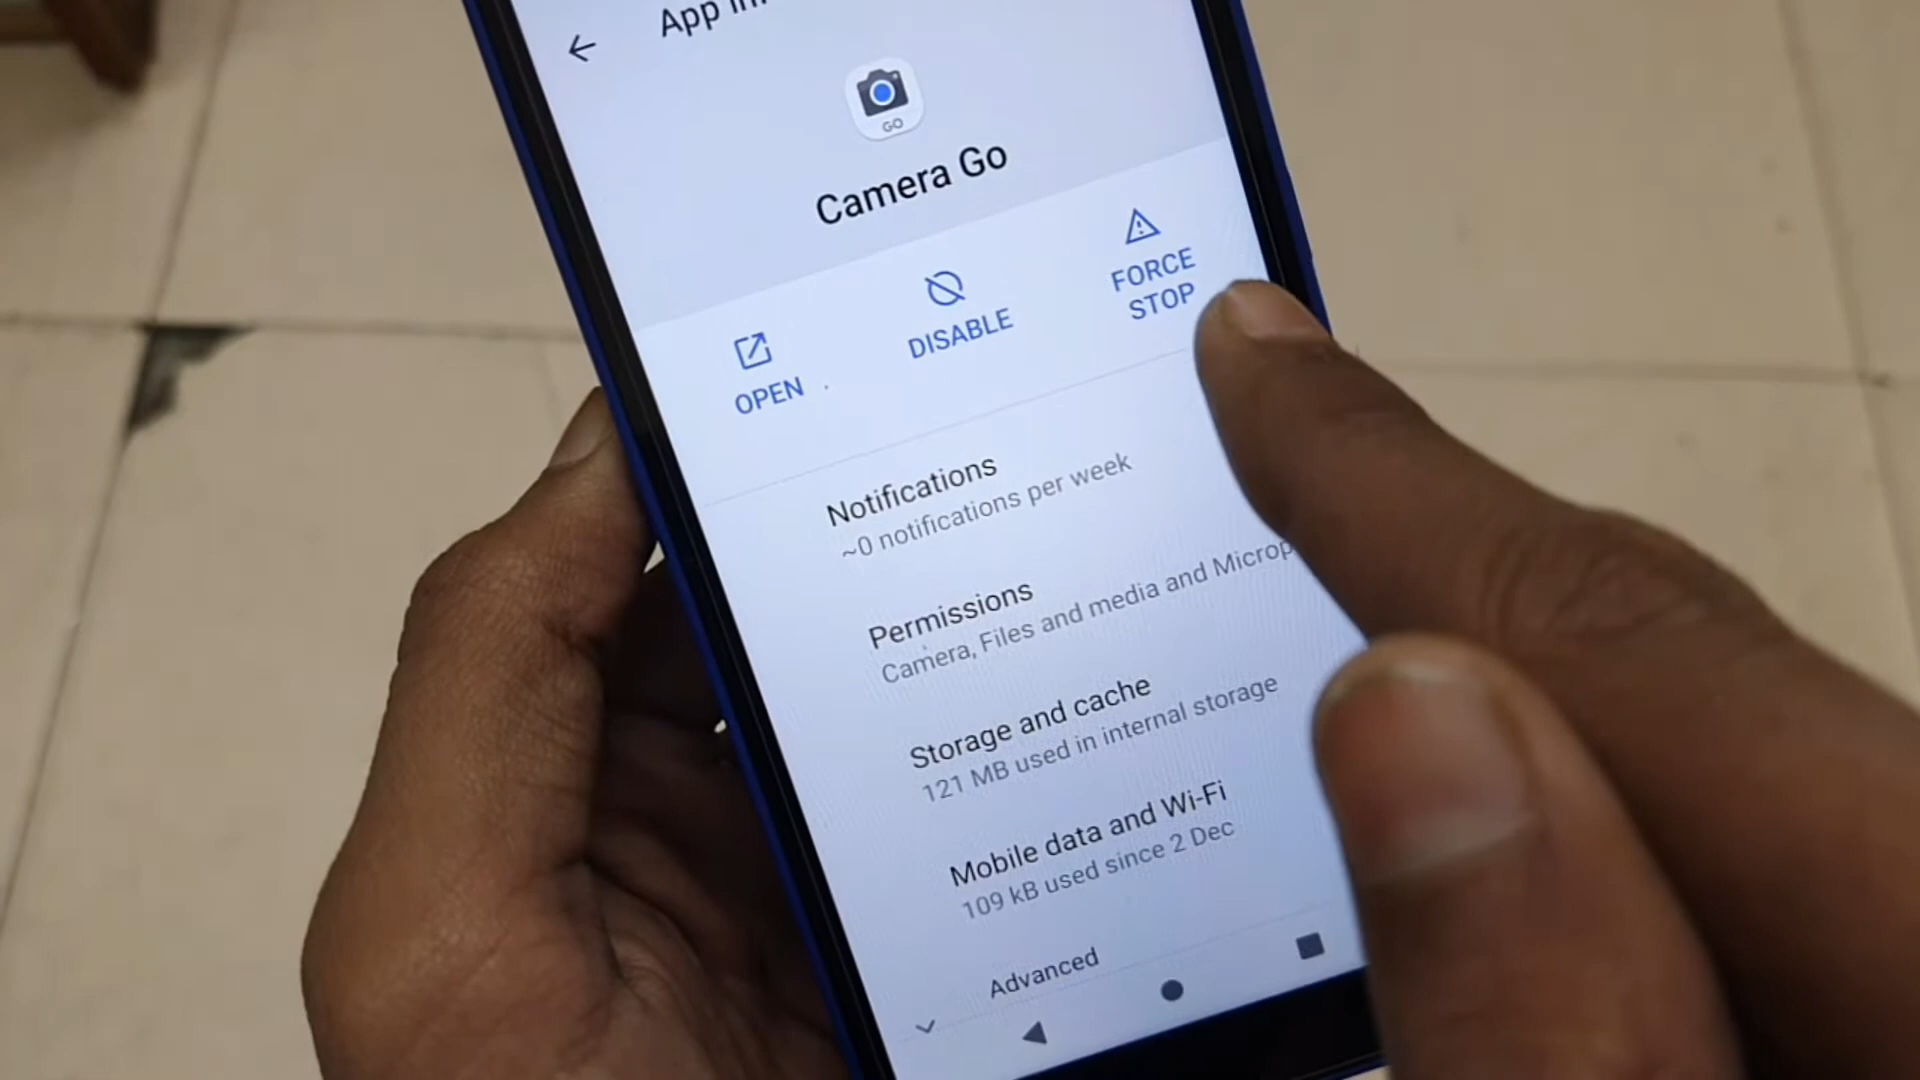 App
GO
Camera Go
OPEN
DISABLE
FORCE
STOP
Notifications
~0 notifications per week
Permissions
Camera, Files and media and Microp
Storage and cache
121 MB used in internal storage
Mobile data and Wi-Fi
109 kB used since 2 Dec
Advanced